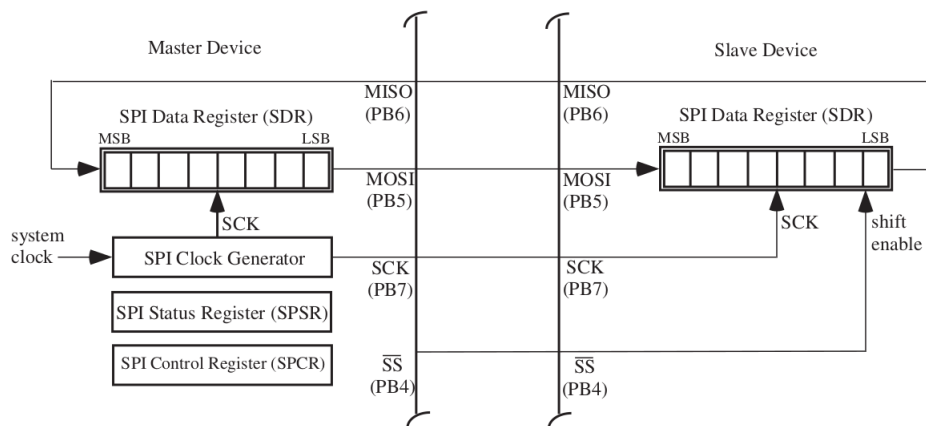 Master Device
Slave Device
MISO
(PB6)
MISO
(PB6)
SPI Data Register (SDR)
MSB
LSB
SPI Data Register (SDR)
MSB
LSB
MOSI
(PB5)
MOSI
(PB5)
SCK
SCK
shift
enable
system
clock
SPI Clock Generator
SCK
(PB7)
SCK
(PB7)
SPI Status Register (SPSR)
SPI Control Register (SPCR)
SS
(PB4)
SS
(PB4)